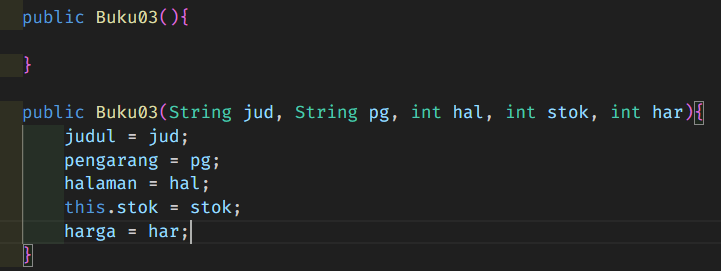 public Buku03(){
}
public Buku03(String jud, String pg, int hal, int stok, int har){
judul = jud;
pengarang = pg;
halaman = hal;
this.stok = stok;
harga = har;
}